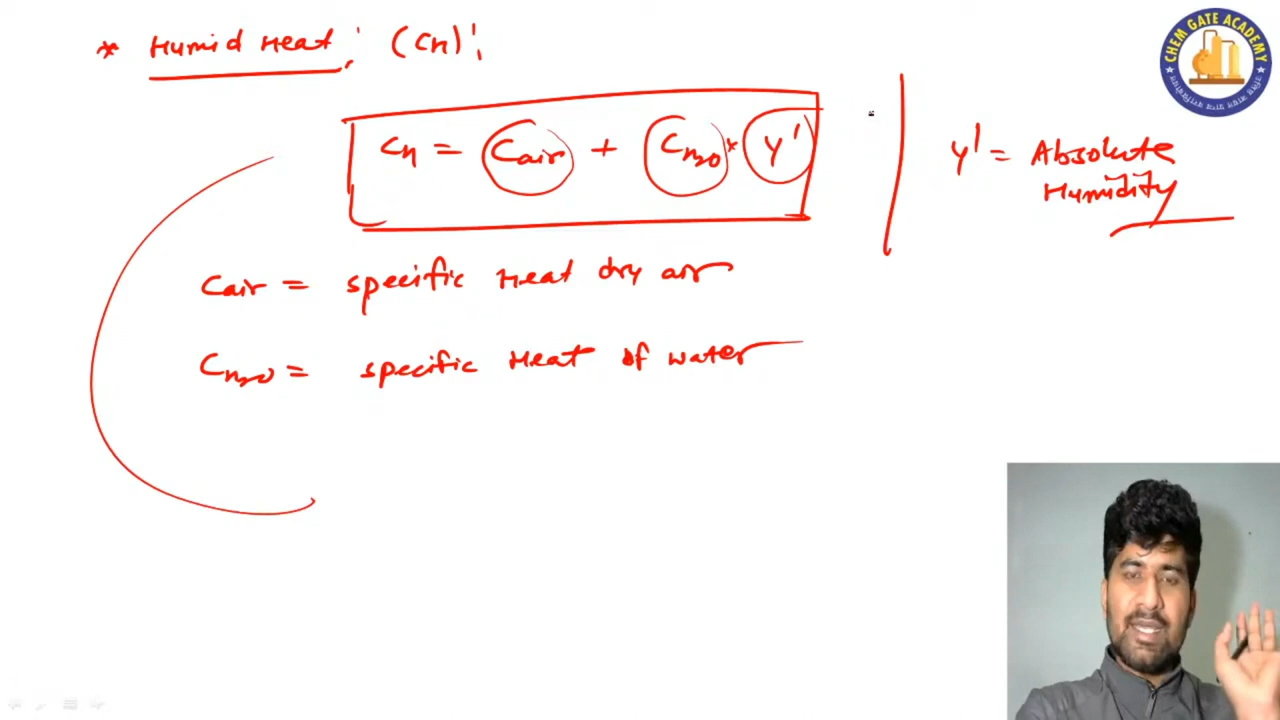 * Humid Heat: (CH):
CH = Cair + CH2O * Y'
Y' = Absolute
Humidity
Cair = specific Heat dry air
CH2O = specific Heat of water
CHEM GATE ACADEMY